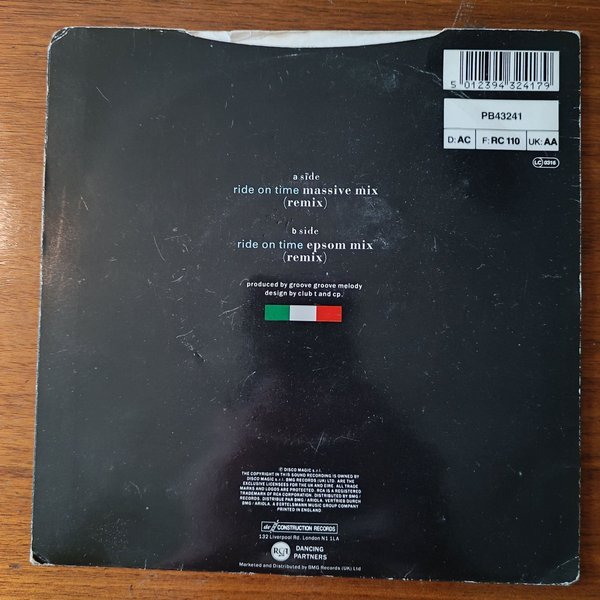 5 012394 324179
PB43241
D: AC F: RC 110 UK: AA
LC 0316
a side
ride on time massive mix
(remix)
b side
ride on time epsom mix
(remix)
produced by groove groove melody
design by club t and cp.
℗ DISCO MAGIC s.r.l.
THE COPYRIGHT IN THIS SOUND RECORDING IS OWNED BY
DISCO MAGIC s.r.l. BMG RECORDS (UK) LTD. ARE THE
EXCLUSIVE LICENSEES FOR THE UK AND EIRE. ALL TRADE
MARKS AND LOGOS ARE PROTECTED. RCA IS A REGISTERED
TRADEMARK OF RCA CORPORATION. DISTRIBUTED BY BMG /
RECORDS. DISTRIBUE PAR BMG / ARIOLA. VERTRIEB DURCH
BMG / ARIOLA. A BERTELSMANN MUSIC GROUP COMPANY
PRINTED IN ENGLAND.
de CONSTRUCTION RECORDS
132 Liverpool Rd. London N1 1LA
RCA DANCING
PARTNERS
Marketed and Distributed by BMG Records (UK) Ltd